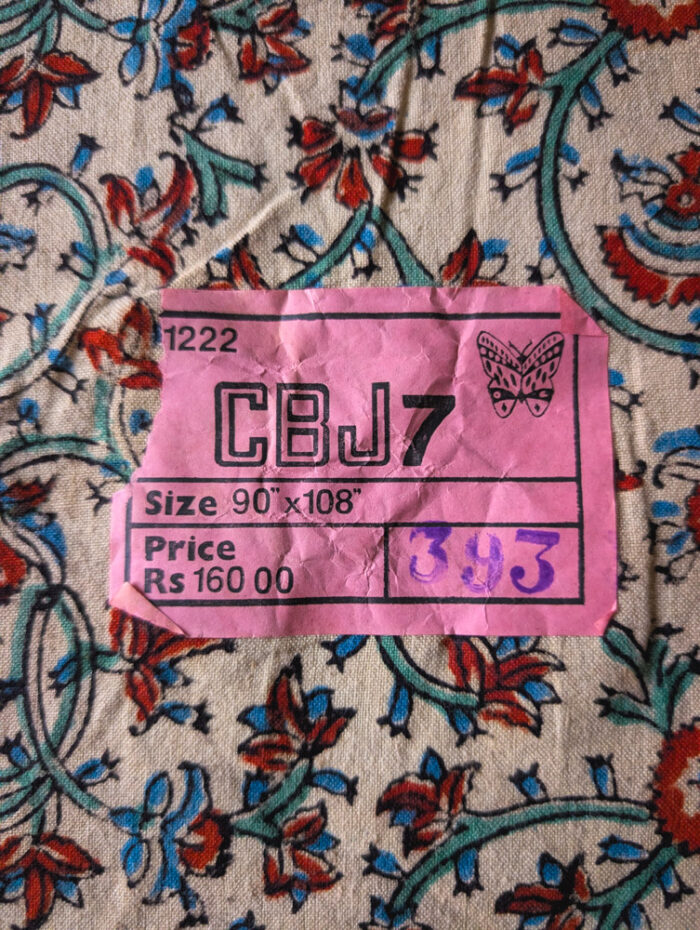 1222
CBJ7
Size 90"x108"
Price
Rs 160 00
393